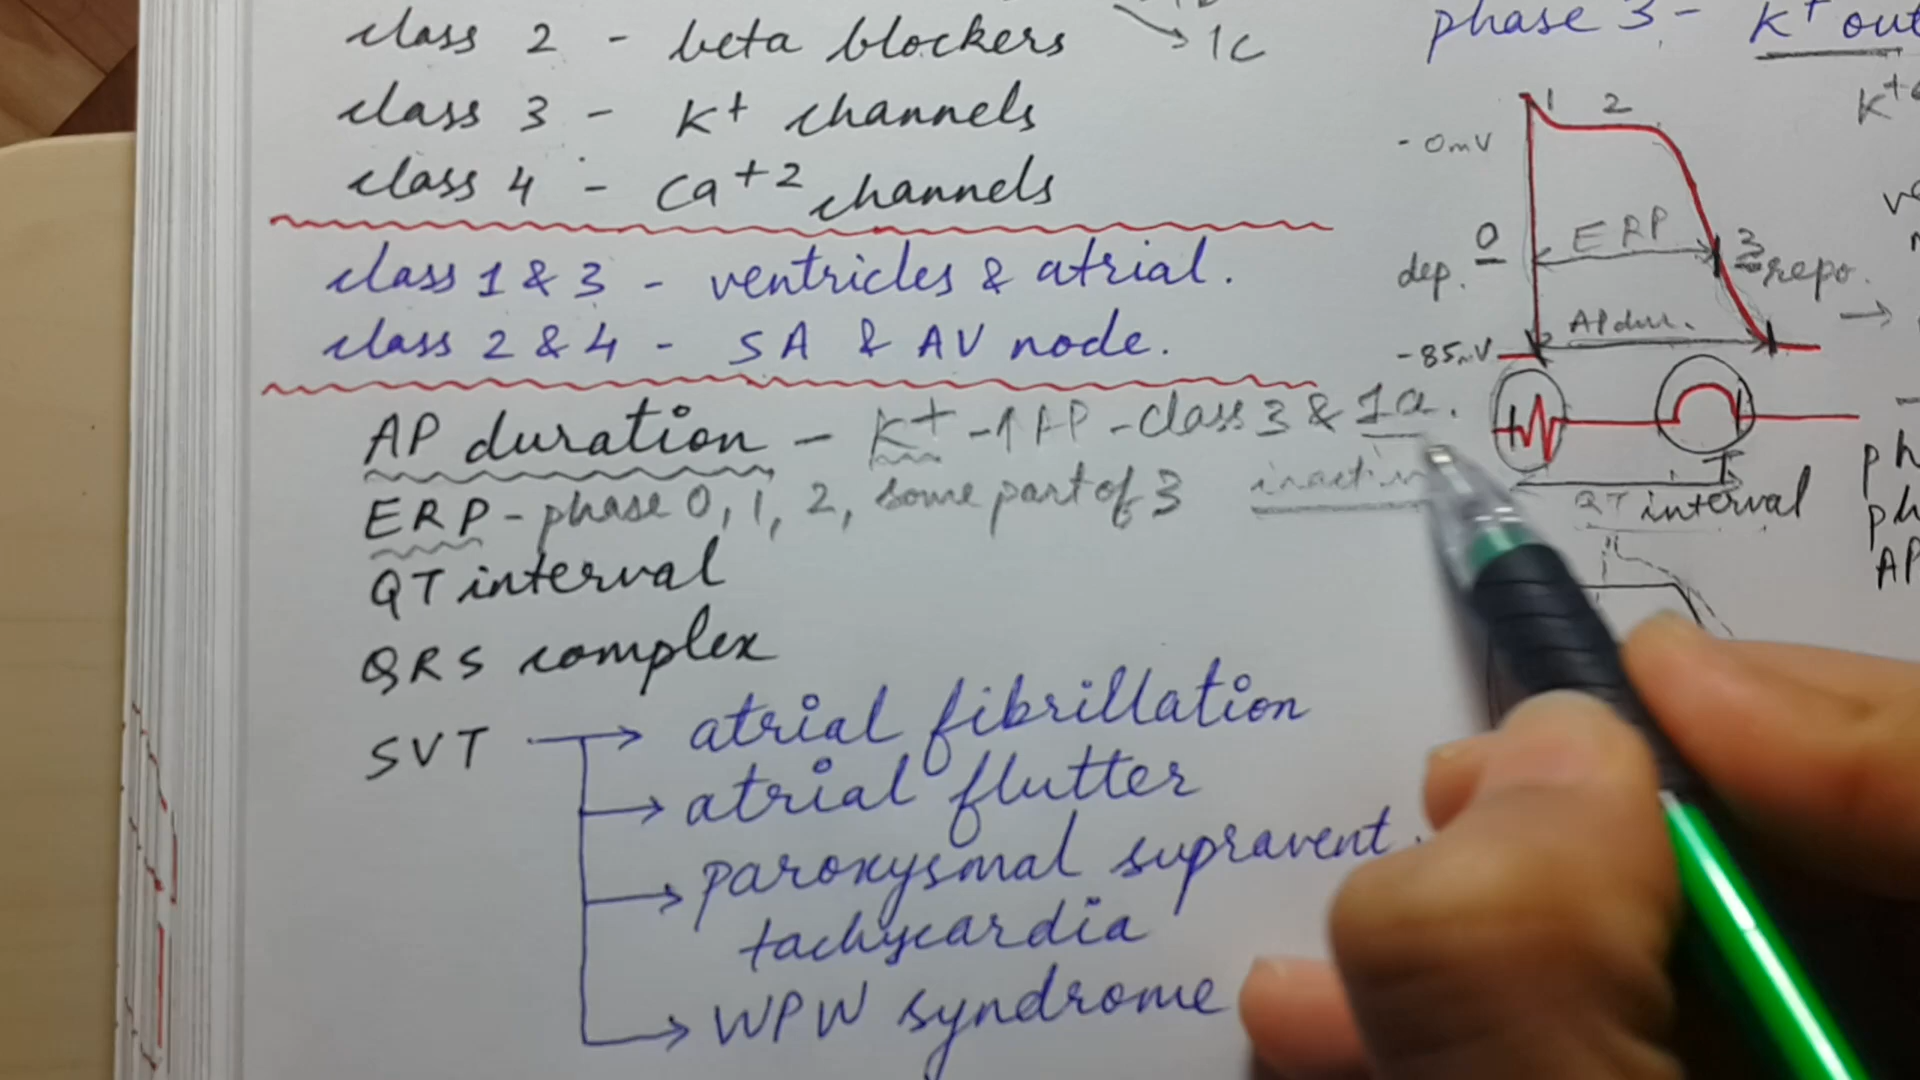 class 2 - beta blockers
1c
class 3 - K+ channels
class 4 - Ca+2 channels
class 1 & 3 - ventricles & atrial.
class 2 & 4 - SA & AV node.
AP duration - K+ - ↑AP - class 3 & 1a.
ERP - phase 0, 1, 2, some part of 3
QT interval
QRS complex
SVT → atrial fibrillation
→ atrial flutter
→ paroxysmal supravent.
tachycardia
→ WPW syndrome
phase 3 - K+ out
1 2
- 0mV
0
ERP
3
dep.
repo.
AP dur.
-85mV
QT interval
AP